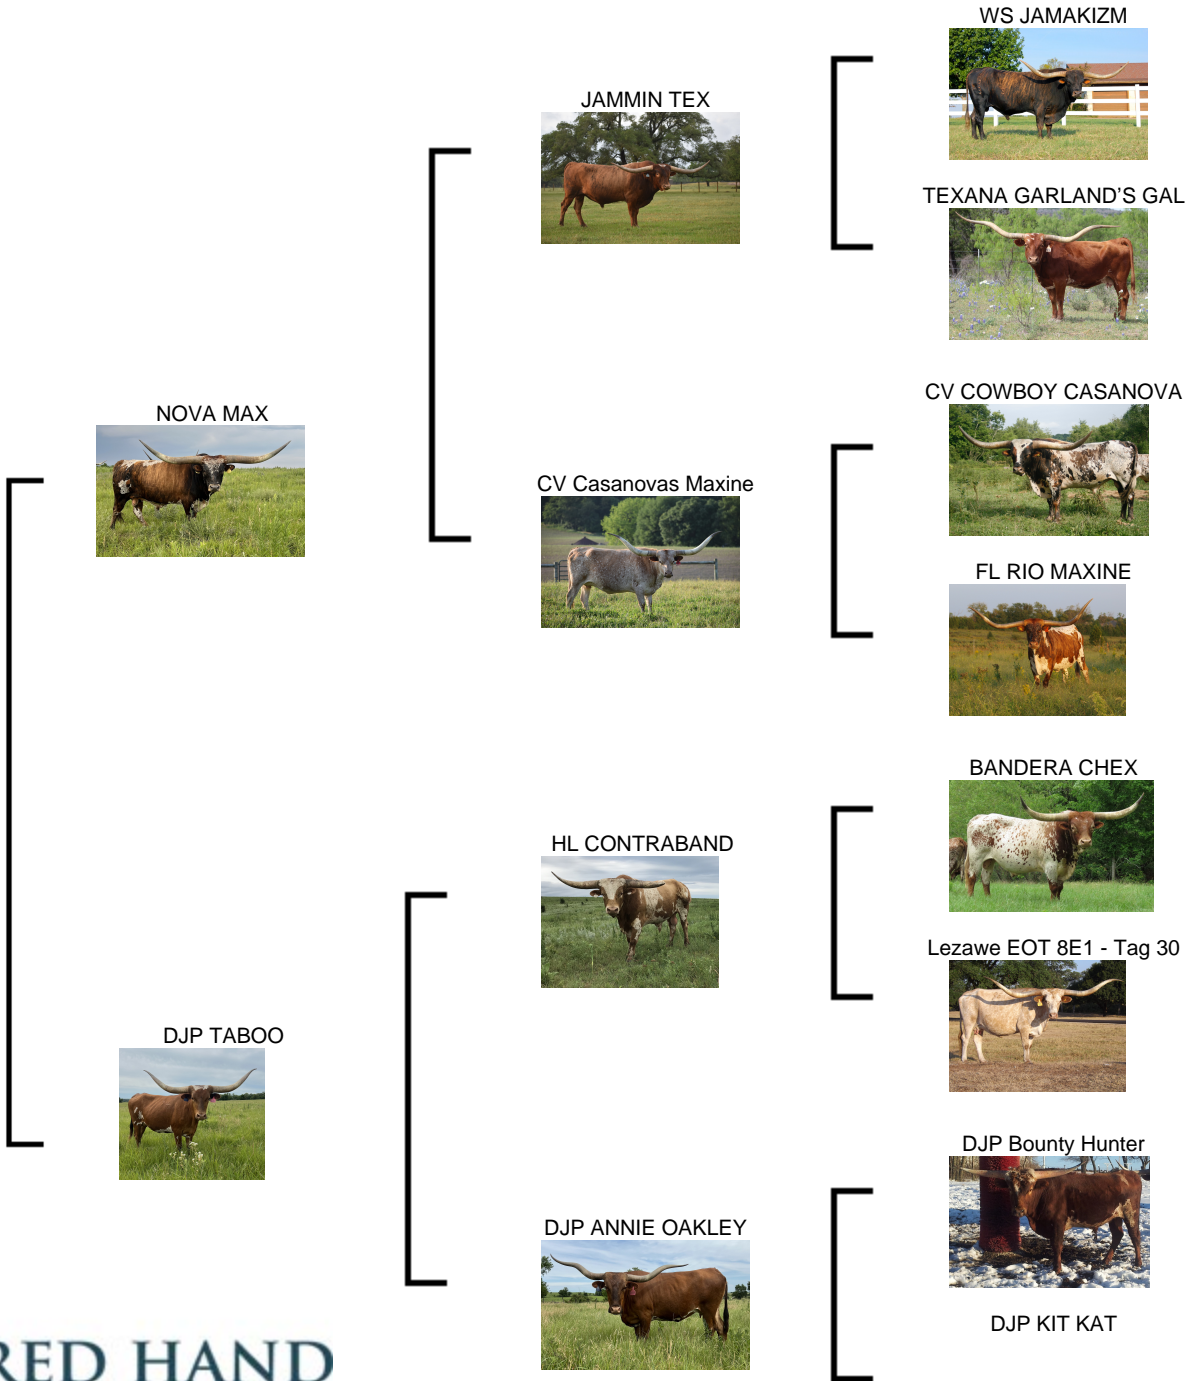 WS JAMAKIZM
JAMMIN TEX
TEXANA GARLAND'S GAL
CV COWBOY CASANOVA
NOVA MAX
CV Casanovas Maxine
FL RIO MAXINE
BANDERA CHEX
HL CONTRABAND
Lezawe EOT 8E1 - Tag 30
DJP TABOO
DJP Bounty Hunter
DJP ANNIE OAKLEY
DJP KIT KAT
RED HAND